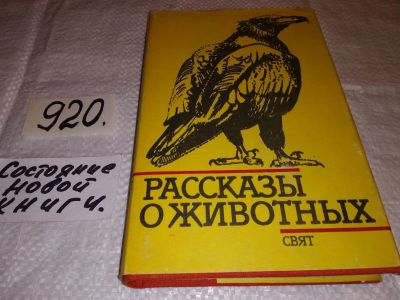 920.
Состояние
новой
книги.
РАССКАЗЫ
О ЖИВОТНЫХ
СВЯТ